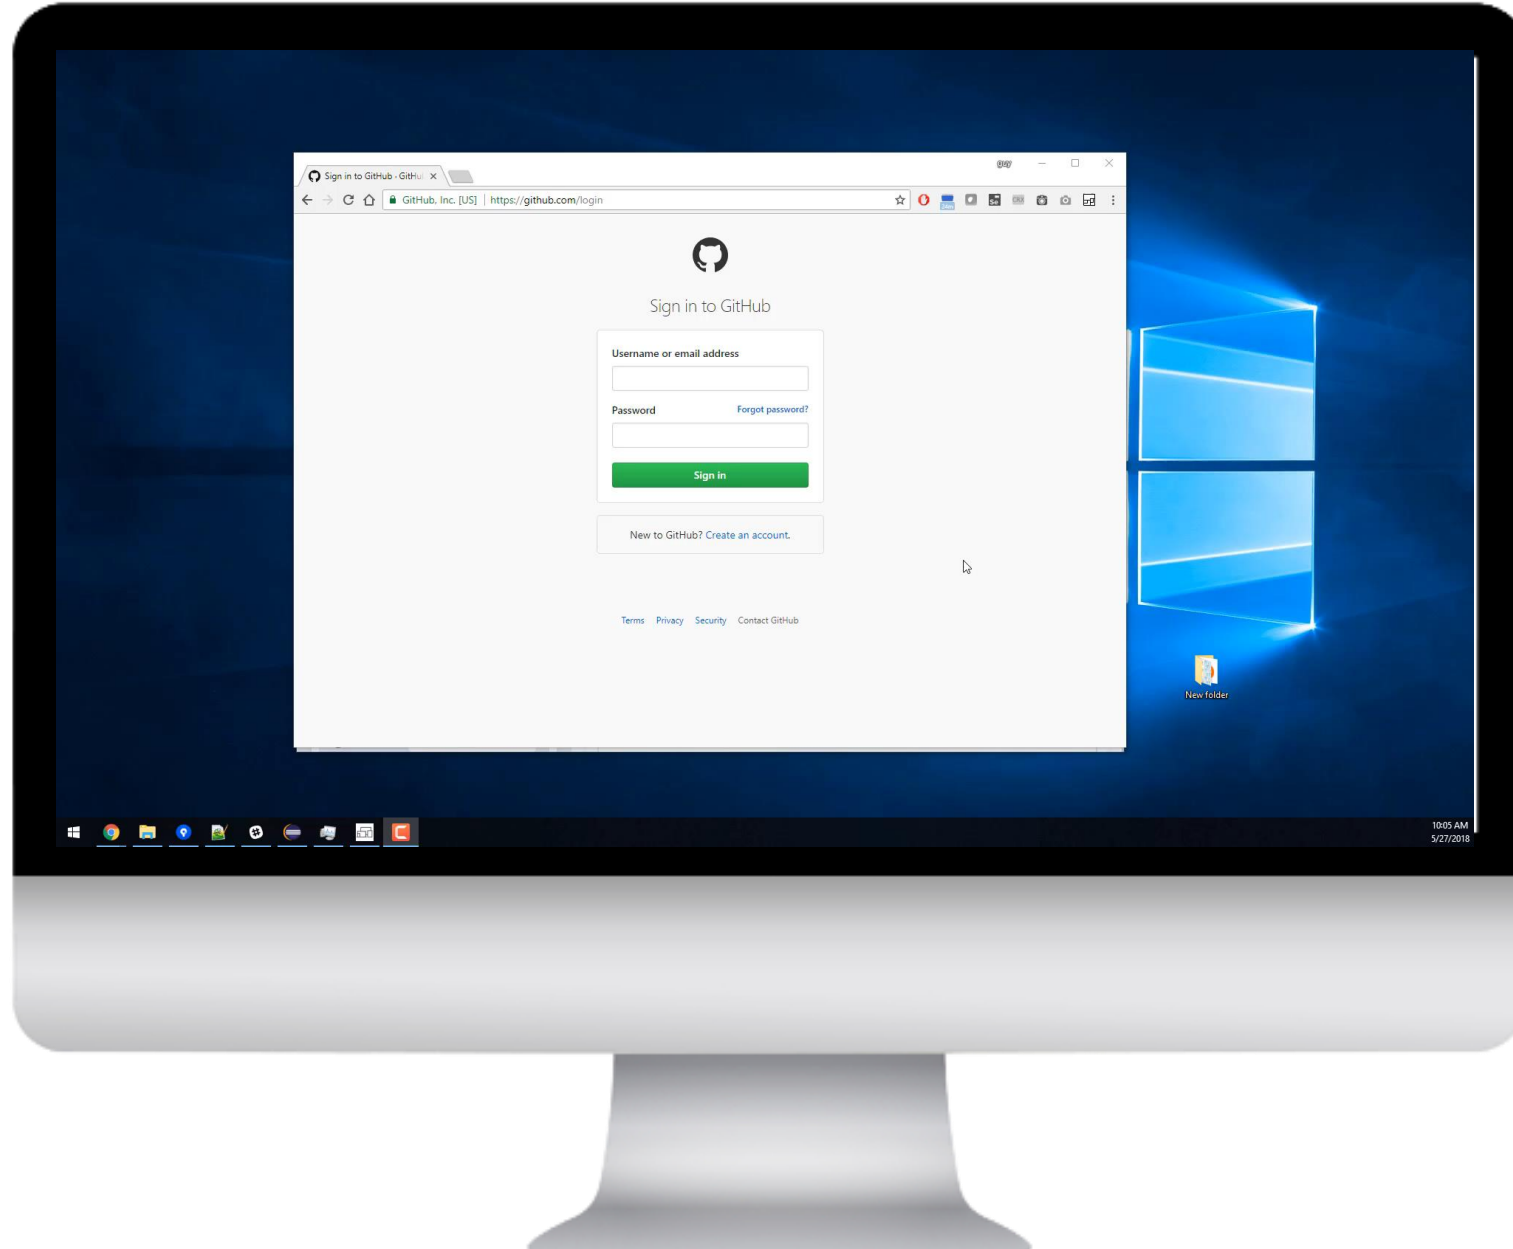 Sign in to GitHub - GitHu
guy
GitHub, Inc. [US] | https://github.com/login
Sign in to GitHub
Username or email address
Password Forgot password?
Sign in
New to GitHub? Create an account.
Terms Privacy Security Contact GitHub
New folder
10:05 AM
5/27/2018